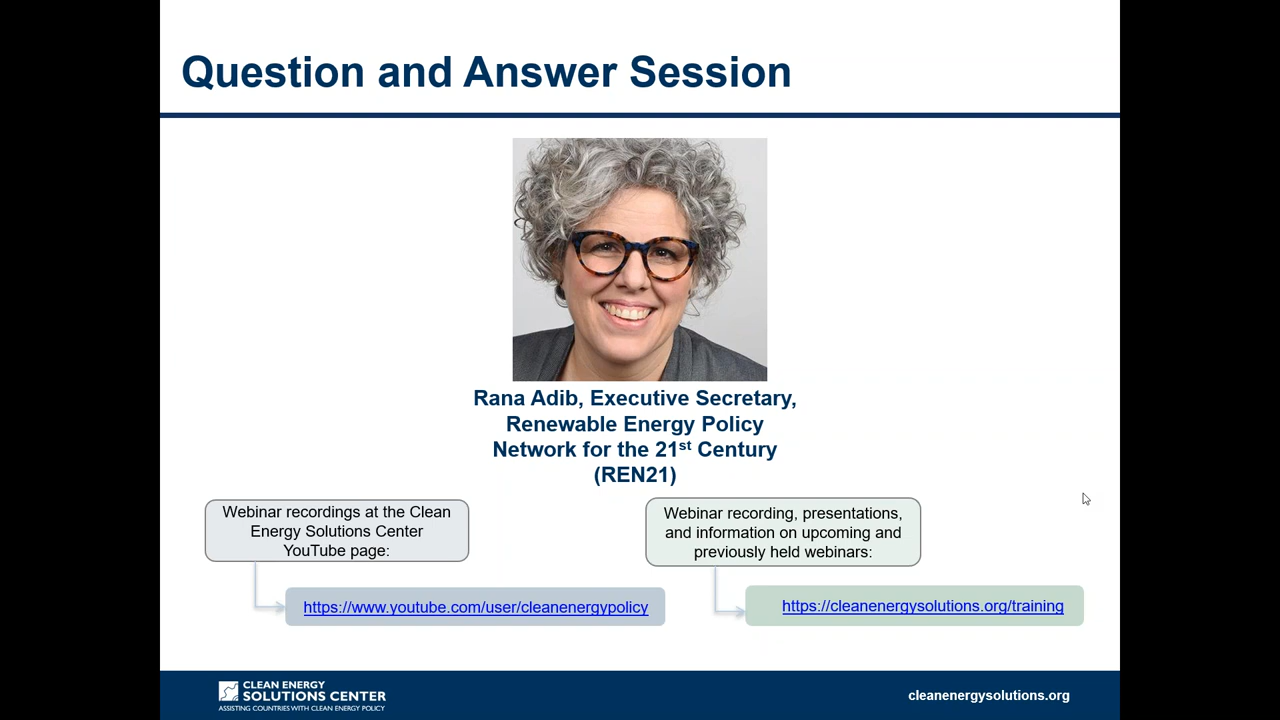 Question and Answer Session
Rana Adib, Executive Secretary,
Renewable Energy Policy
Network for the 21st Century
(REN21)
Webinar recordings at the Clean
Energy Solutions Center
YouTube page:
https://www.youtube.com/user/cleanenergypolicy
Webinar recording, presentations,
and information on upcoming and
previously held webinars:
https://cleanenergysolutions.org/training
CLEAN ENERGY
SOLUTIONS CENTER
ASSISTING COUNTRIES WITH CLEAN ENERGY POLICY
cleanenergysolutions.org